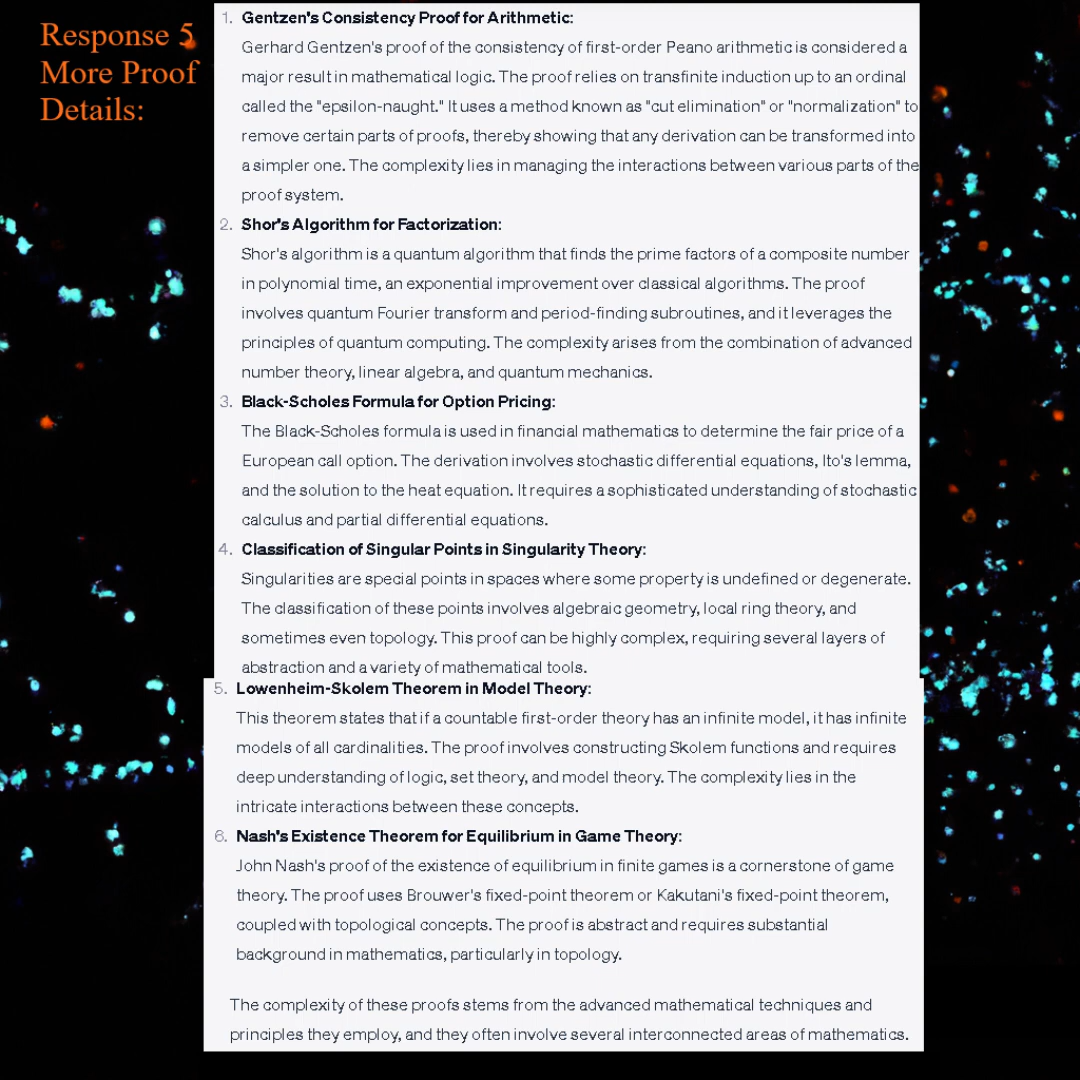 Response 5
More Proof
Details:
1. Gentzen's Consistency Proof for Arithmetic:
Gerhard Gentzen's proof of the consistency of first-order Peano arithmetic is considered a
major result in mathematical logic. The proof relies on transfinite induction up to an ordinal
called the "epsilon-naught." It uses a method known as "cut elimination" or "normalization" to
remove certain parts of proofs, thereby showing that any derivation can be transformed into
a simpler one. The complexity lies in managing the interactions between various parts of the
proof system.
2. Shor's Algorithm for Factorization:
Shor's algorithm is a quantum algorithm that finds the prime factors of a composite number
in polynomial time, an exponential improvement over classical algorithms. The proof
involves quantum Fourier transform and period-finding subroutines, and it leverages the
principles of quantum computing. The complexity arises from the combination of advanced
number theory, linear algebra, and quantum mechanics.
3. Black-Scholes Formula for Option Pricing:
The Black-Scholes formula is used in financial mathematics to determine the fair price of a
European call option. The derivation involves stochastic differential equations, Ito's lemma,
and the solution to the heat equation. It requires a sophisticated understanding of stochastic
calculus and partial differential equations.
4. Classification of Singular Points in Singularity Theory:
Singularities are special points in spaces where some property is undefined or degenerate.
The classification of these points involves algebraic geometry, local ring theory, and
sometimes even topology. This proof can be highly complex, requiring several layers of
abstraction and a variety of mathematical tools.
5. Lowenheim-Skolem Theorem in Model Theory:
This theorem states that if a countable first-order theory has an infinite model, it has infinite
models of all cardinalities. The proof involves constructing Skolem functions and requires
deep understanding of logic, set theory, and model theory. The complexity lies in the
intricate interactions between these concepts.
6. Nash's Existence Theorem for Equilibrium in Game Theory:
John Nash's proof of the existence of equilibrium in finite games is a cornerstone of game
theory. The proof uses Brouwer's fixed-point theorem or Kakutani's fixed-point theorem,
coupled with topological concepts. The proof is abstract and requires substantial
background in mathematics, particularly in topology.
The complexity of these proofs stems from the advanced mathematical techniques and
principles they employ, and they often involve several interconnected areas of mathematics.